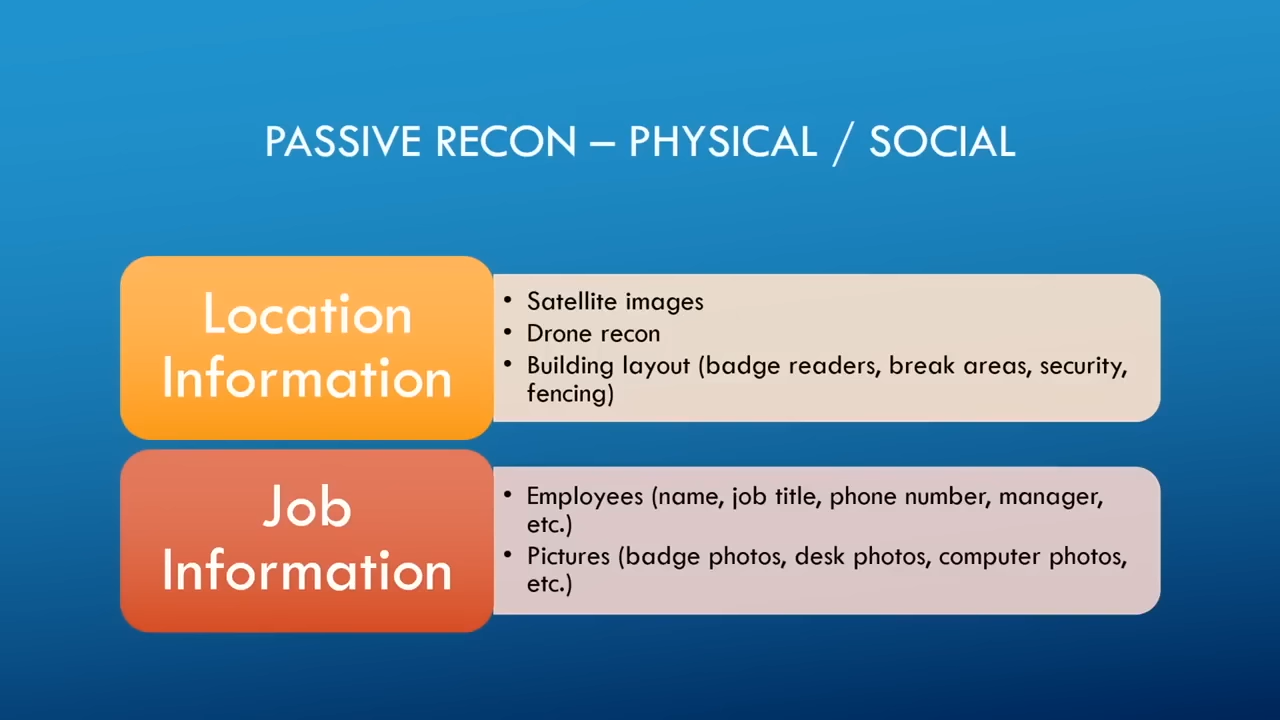 PASSIVE RECON – PHYSICAL / SOCIAL
Location
Information
• Satellite images
• Drone recon
• Building layout (badge readers, break areas, security,
fencing)
Job
Information
• Employees (name, job title, phone number, manager,
etc.)
• Pictures (badge photos, desk photos, computer photos,
etc.)